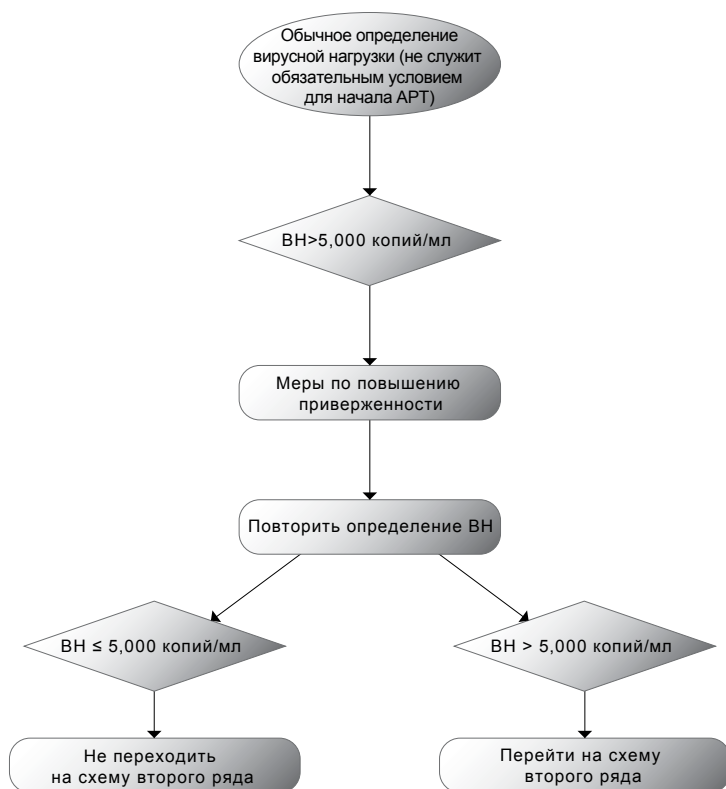 Обычное определение
вирусной нагрузки (не служит
обязательным условием
для начала АРТ)
ВН>5,000 копий/мл
Меры по повышению
приверженности
Повторить определение ВН
ВН ≤ 5,000 копий/мл
ВН > 5,000 копий/мл
Не переходить
на схему второго ряда
Перейти на схему
второго ряда